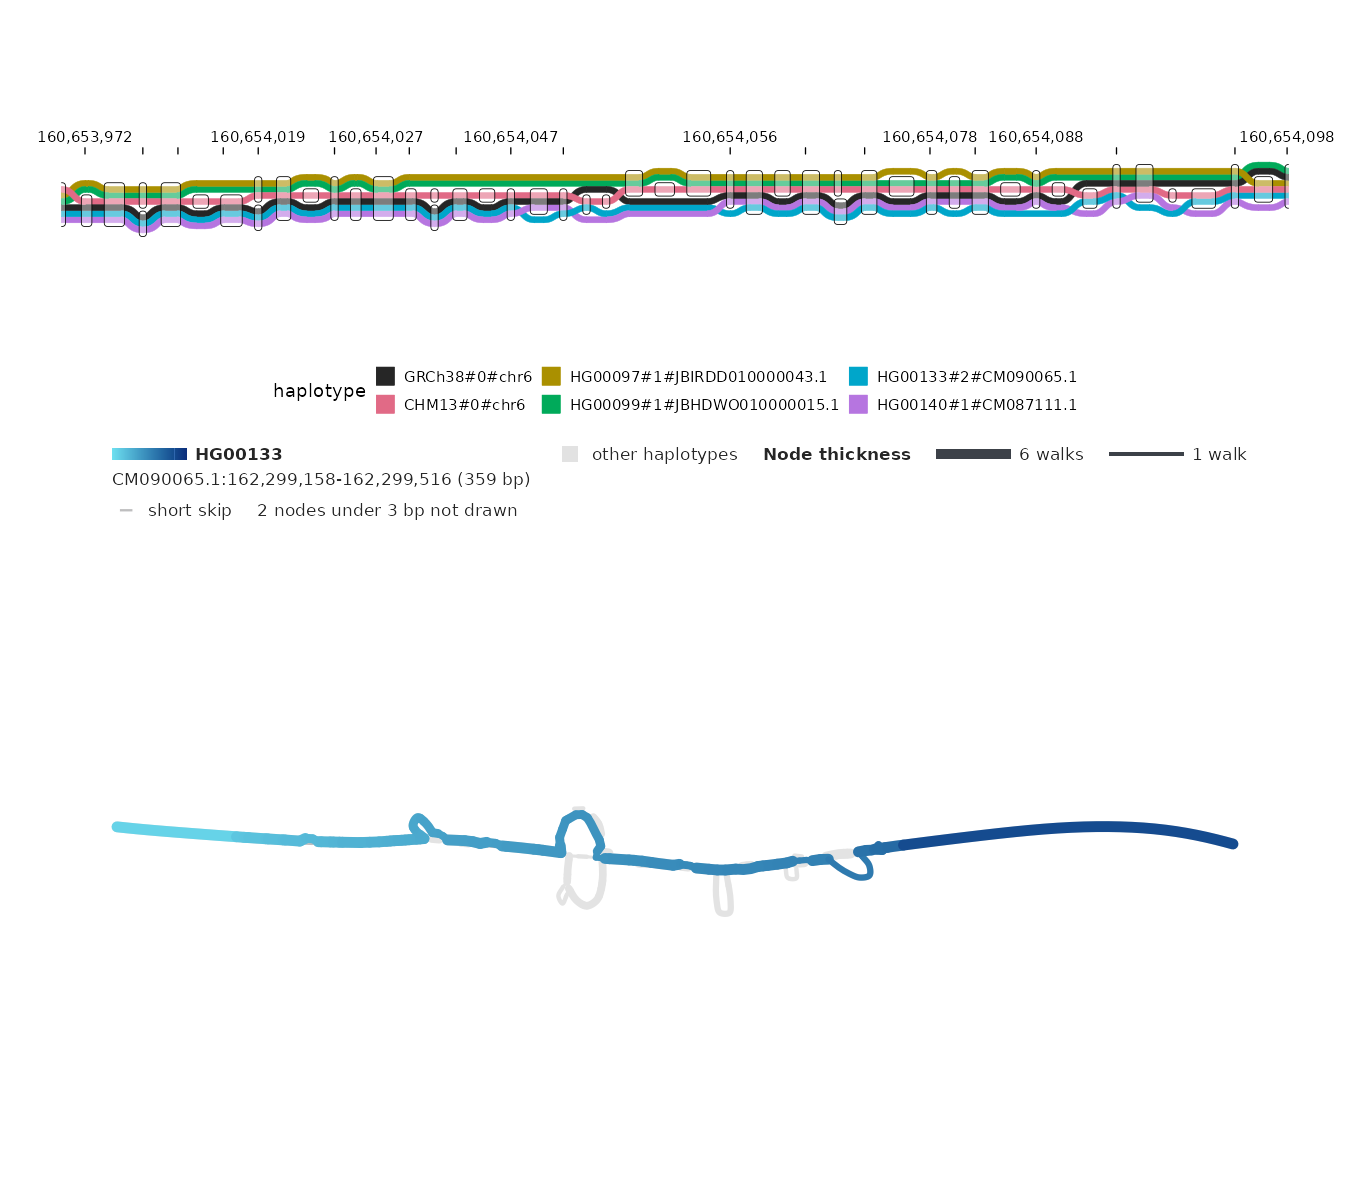 160,653,972 160,654,019 160,654,027 160,654,047 160,654,056 160,654,078 160,654,088 160,654,098
haplotype
GRCh38#0#chr6 HG00097#1#JBIRDD010000043.1 HG00133#2#CM090065.1
CHM13#0#chr6 HG00099#1#JBHDWO010000015.1 HG00140#1#CM087111.1
HG00133 other haplotypes Node thickness 6 walks 1 walk
CM090065.1:162,299,158-162,299,516 (359 bp)
short skip 2 nodes under 3 bp not drawn